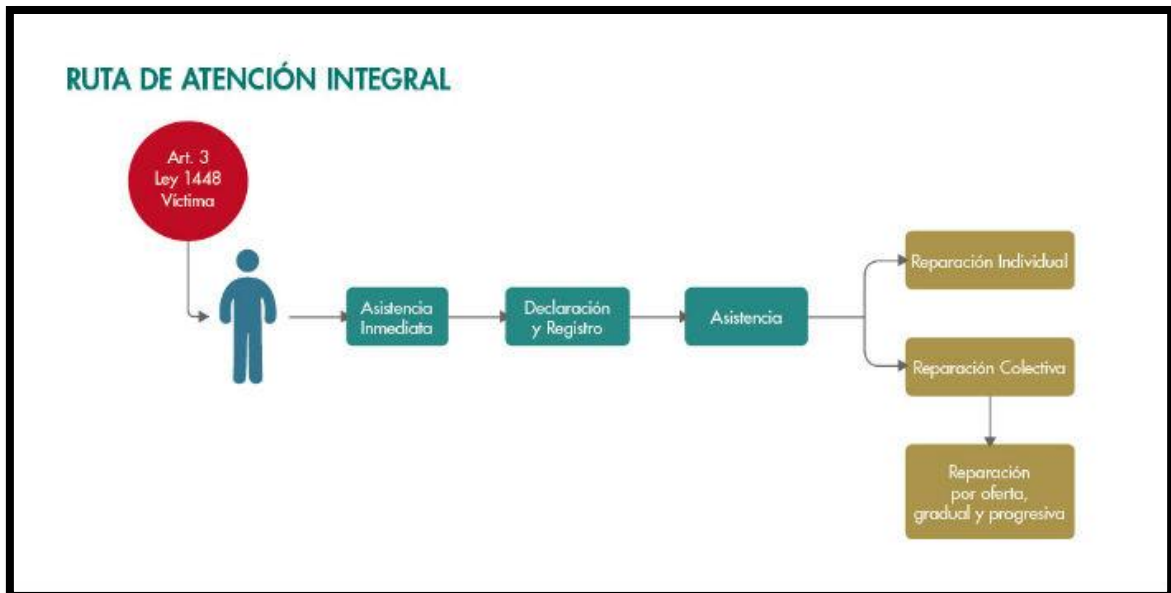 RUTA DE ATENCIÓN INTEGRAL
Art. 3
Ley 1448
Víctima
Asistencia
Inmediata
Declaración
y Registro
Asistencia
Reparación Individual
Reparación Colectiva
Reparación
por oferta,
gradual y progresiva